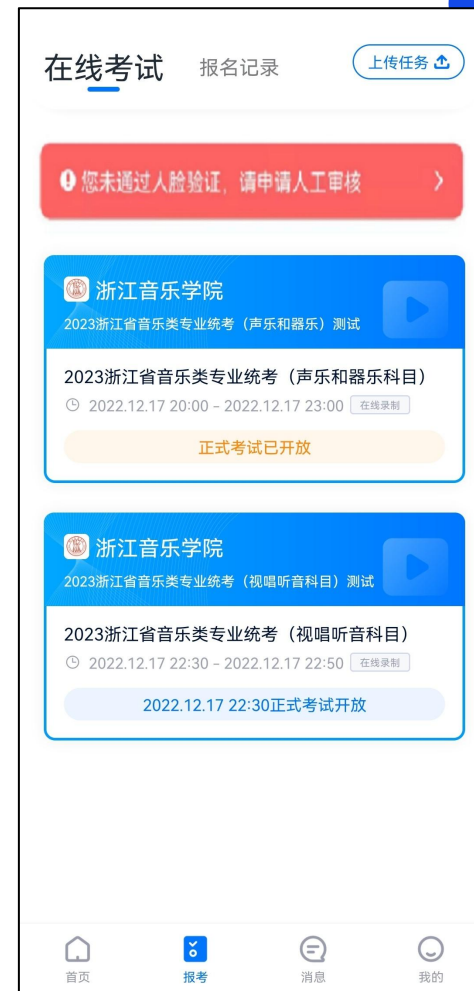 在线考试 报名记录 上传任务
您未通过人脸验证，请申请人工审核
浙江音乐学院
2023浙江省音乐类专业统考（声乐和器乐）测试
2023浙江省音乐类专业统考（声乐和器乐科目）
2022.12.17 20:00 - 2022.12.17 23:00 在线录制
正式考试已开放
浙江音乐学院
2023浙江省音乐类专业统考（视唱听音科目）测试
2023浙江省音乐类专业统考（视唱听音科目）
2022.12.17 22:30 - 2022.12.17 22:50 在线录制
2022.12.17 22:30正式考试开放
首页 报考 消息 我的